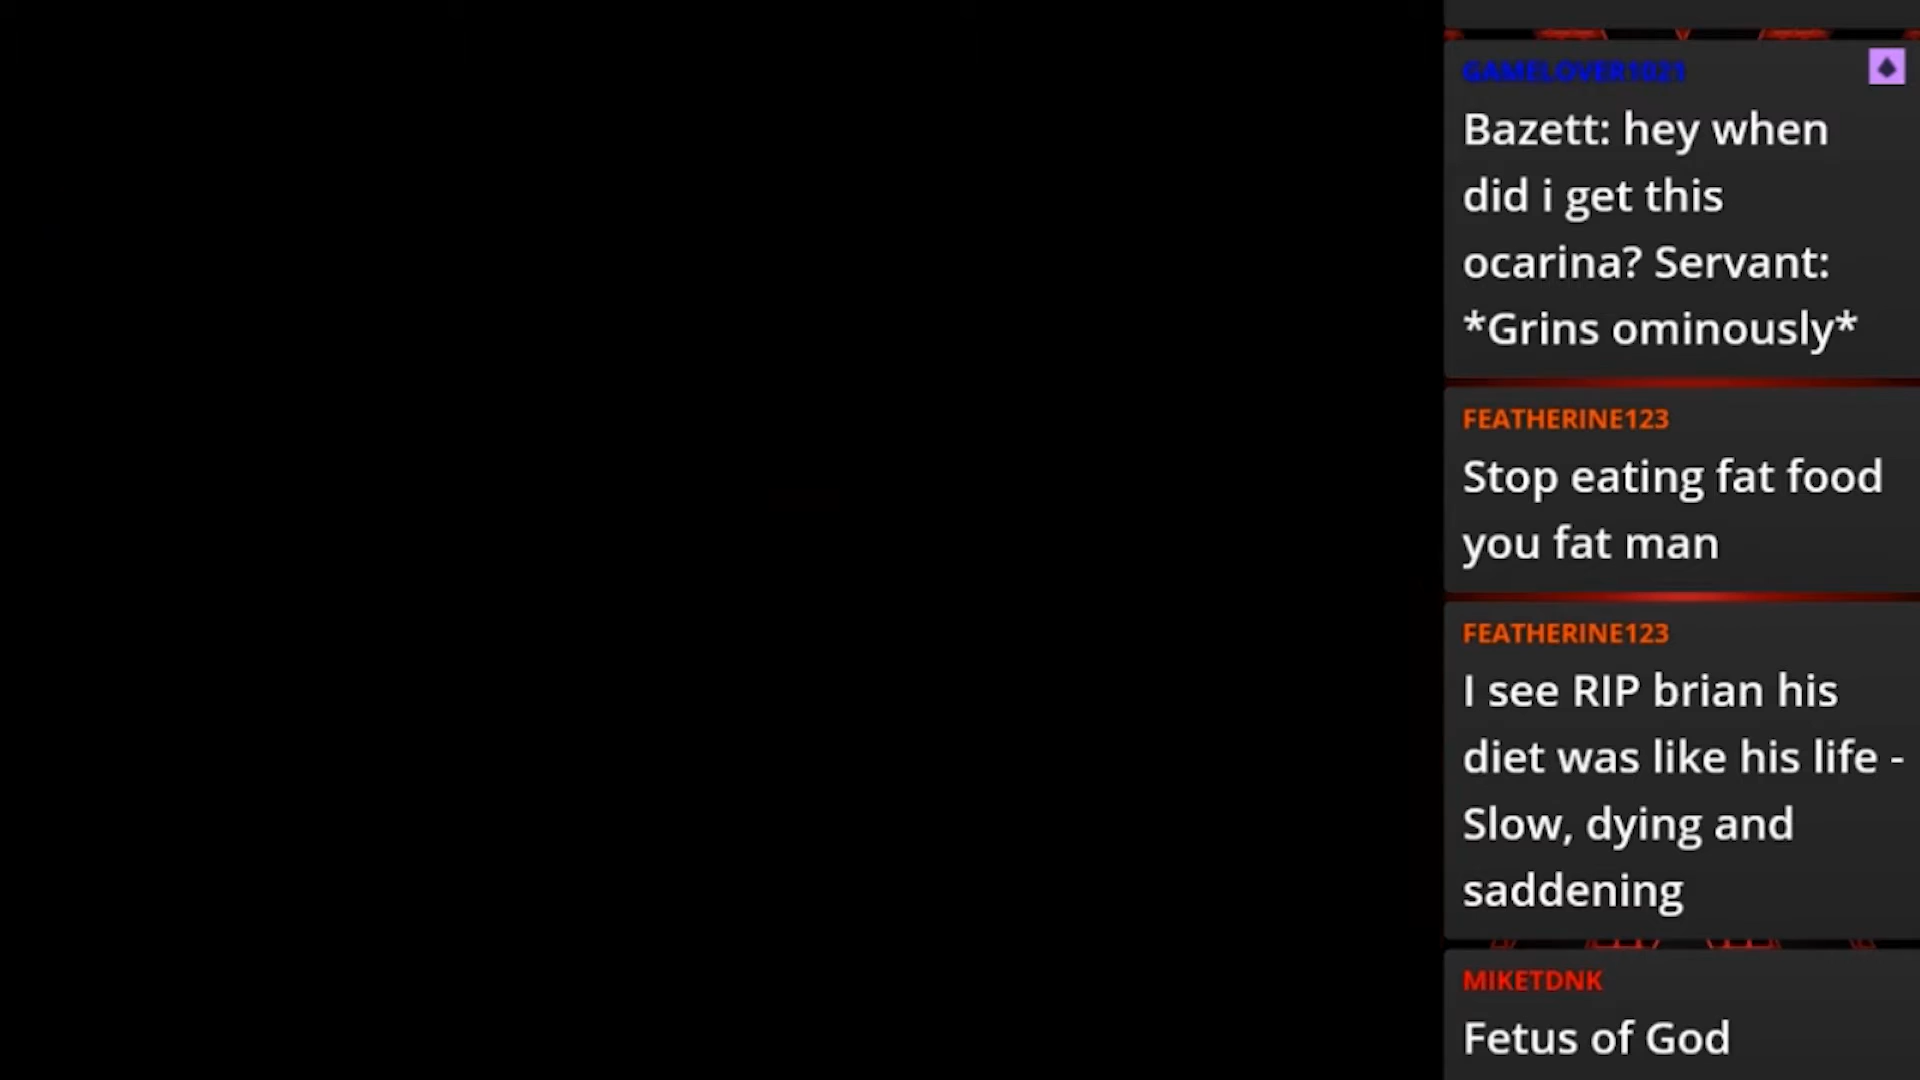 GAMELOVER1021
Bazett: hey when
did i get this
ocarina? Servant:
*Grins ominously*
FEATHERINE123
Stop eating fat food
you fat man
FEATHERINE123
I see RIP brian his
diet was like his life -
Slow, dying and
saddening
MIKETDNK
Fetus of God